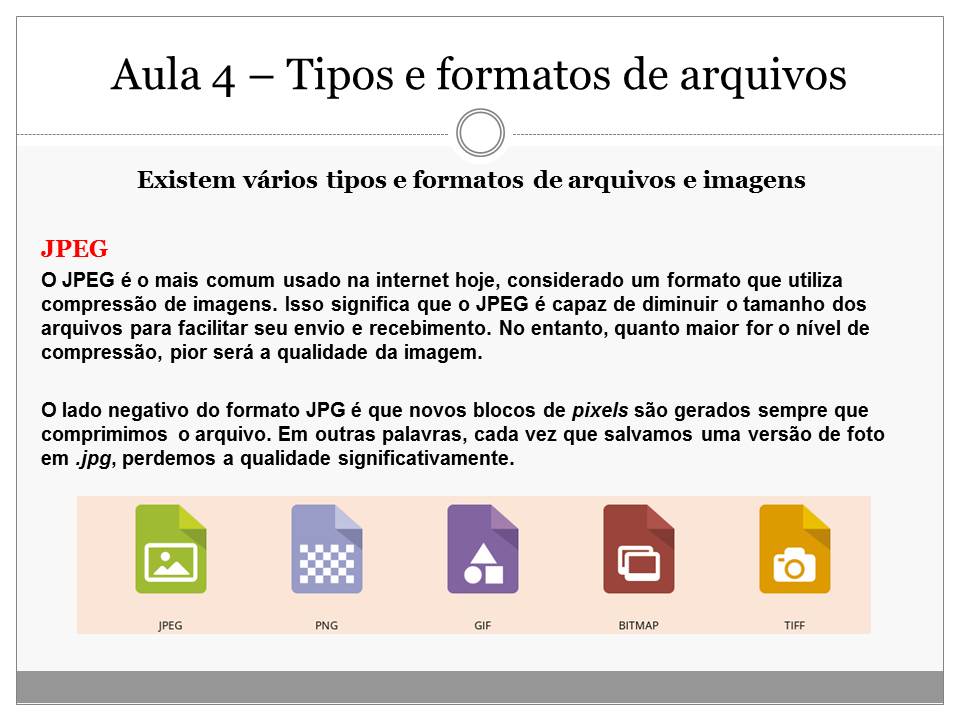 Aula 4 – Tipos e formatos de arquivos
Existem vários tipos e formatos de arquivos e imagens
JPEG
O JPEG é o mais comum usado na internet hoje, considerado um formato que utiliza
compressão de imagens. Isso significa que o JPEG é capaz de diminuir o tamanho dos
arquivos para facilitar seu envio e recebimento. No entanto, quanto maior for o nível de
compressão, pior será a qualidade da imagem.
O lado negativo do formato JPG é que novos blocos de pixels são gerados sempre que
comprimimos o arquivo. Em outras palavras, cada vez que salvamos uma versão de foto
em .jpg, perdemos a qualidade significativamente.
JPEG PNG GIF BITMAP TIFF